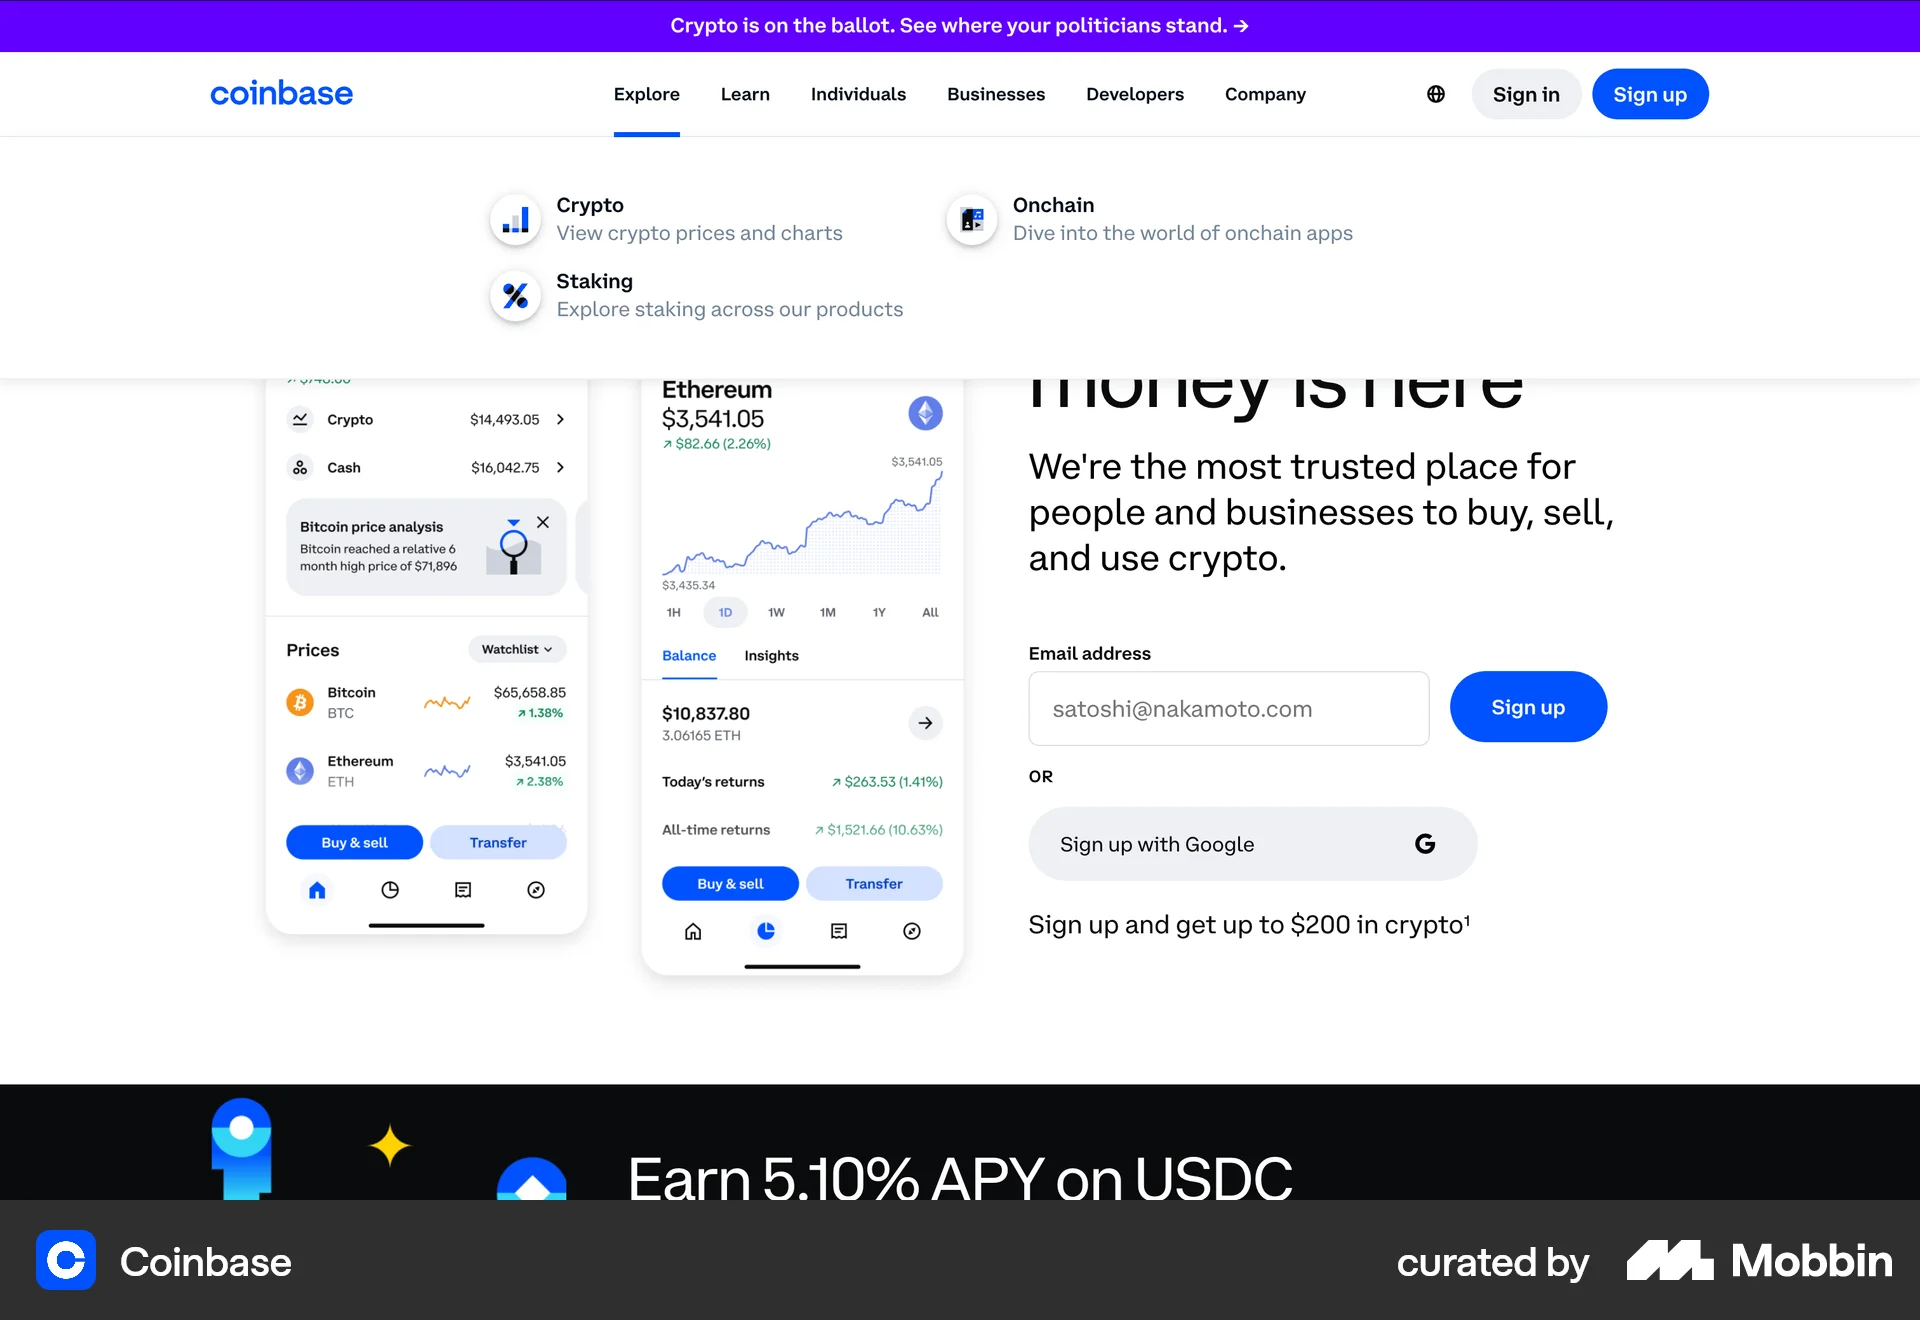 Crypto is on the ballot. See where your politicians stand. →
coinbase
Explore
Learn
Individuals
Businesses
Developers
Company
Sign in
Sign up
Crypto
View crypto prices and charts
Onchain
Dive into the world of onchain apps
Staking
Explore staking across our products
Crypto $14,493.05
Cash $16,042.75
Bitcoin price analysis
Bitcoin reached a relative 6
month high price of $71,896
Prices
Watchlist
Bitcoin $65,658.85
BTC ↗ 1.38%
Ethereum $3,541.05
ETH ↗ 2.38%
Buy & sell
Transfer
Ethereum
$3,541.05
↗ $82.66 (2.26%)
$3,541.05
$3,435.34
1H 1D 1W 1M 1Y All
Balance
Insights
$10,837.80
3.06165 ETH
Today's returns ↗ $263.53 (1.41%)
All-time returns ↗ $1,521.66 (10.63%)
Buy & sell
Transfer
money is here
We're the most trusted place for
people and businesses to buy, sell,
and use crypto.
Email address
satoshi@nakamoto.com
Sign up
OR
Sign up with Google
G
Sign up and get up to $200 in crypto¹
Earn 5.10% APY on USDC
Coinbase
curated by
Mobbin